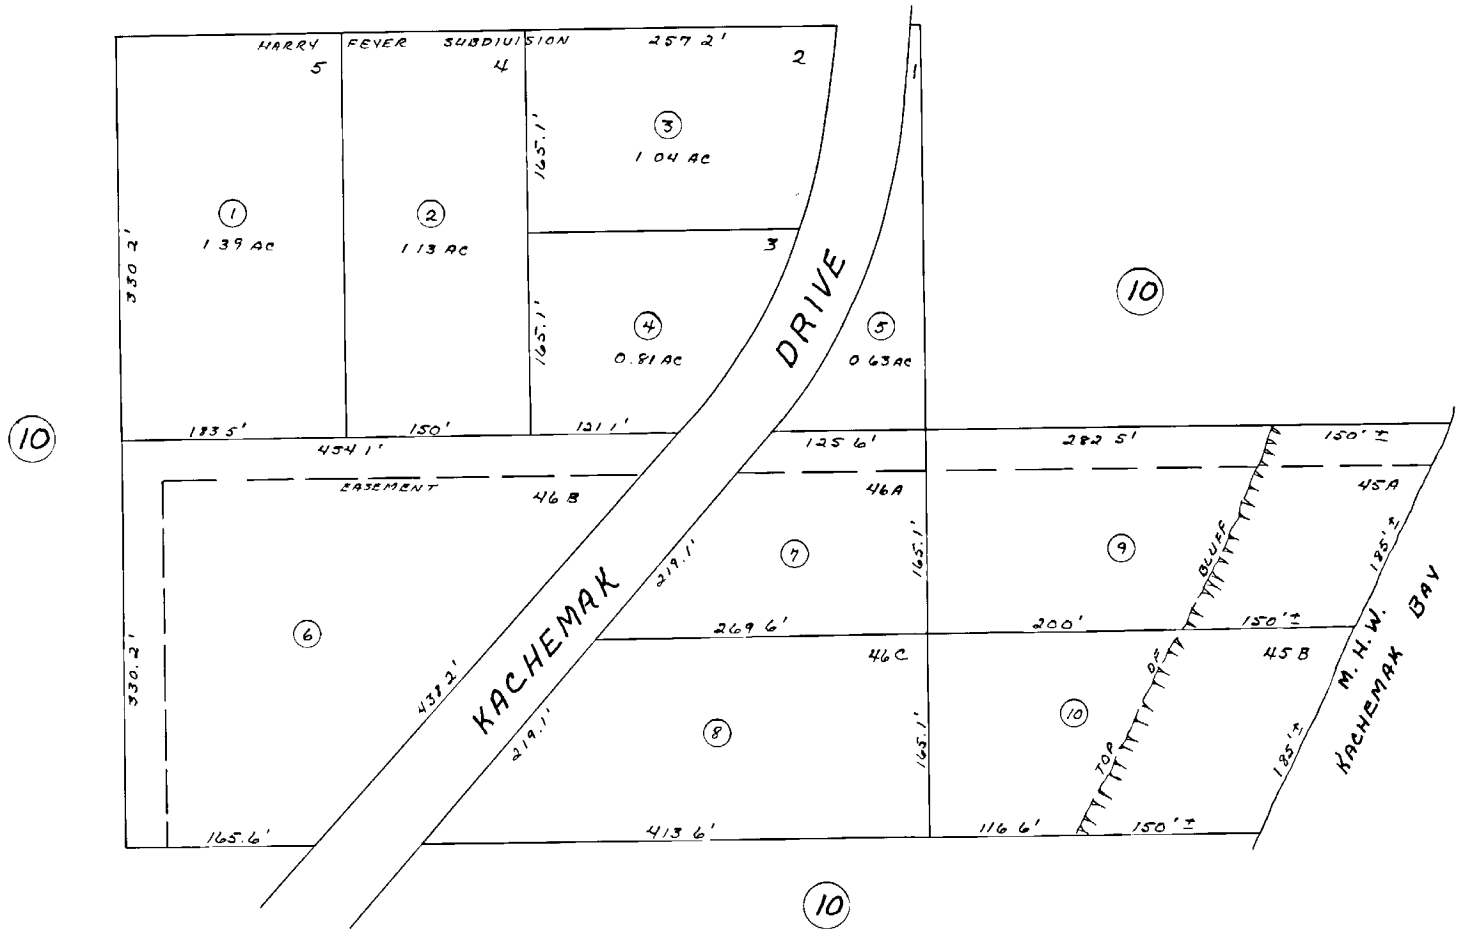 HARRY FEYER SUBDIVISION 257 2'
5 4 2 1
3
1 04 AC
165.1'
1
1 39 AC
2
1 13 AC
330 2'
3
165.1'
4
0.81 AC
5
0 63 AC
DRIVE
10
10
183 5' 150' 121 1'
454 1' 125 6' 282 5' 150' ±
EASEMENT 46 B 46A 45A
7
9
165.1'
219.1'
BLUFF
185' ±
6
269 6' 200' 150' ±
46 C 45 B
OF
330.2'
438 2'
KACHEMAK
219.1'
8
165.1'
10
TOP
185' ±
M. H. W.
KACHEMAK BAY
165.6' 413 6' 116 6' 150' ±
10